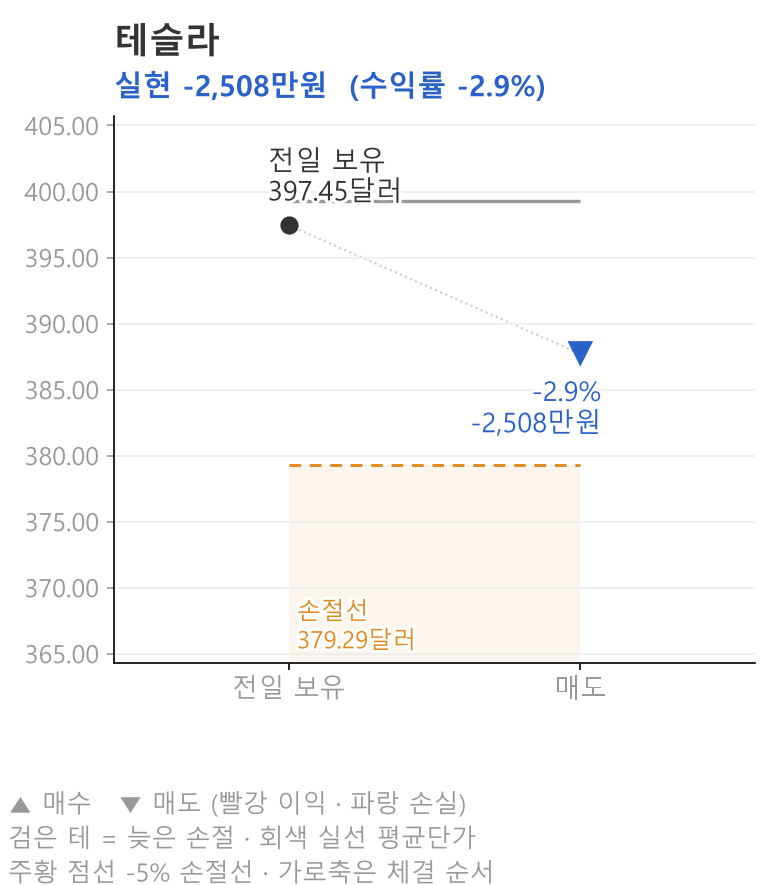 테슬라
실현 -2,508만원 (수익률 -2.9%)
405.00
전일 보유
400.00
397.45달러
395.00
390.00
385.00
-2.9%
-2,508만원
380.00
375.00
370.00
손절선
379.29달러
365.00
전일 보유 매도
▲ 매수 ▼ 매도 (빨강 이익 · 파랑 손실)
검은 테 = 늦은 손절 · 회색 실선 평균단가
주황 점선 -5% 손절선 · 가로축은 체결 순서